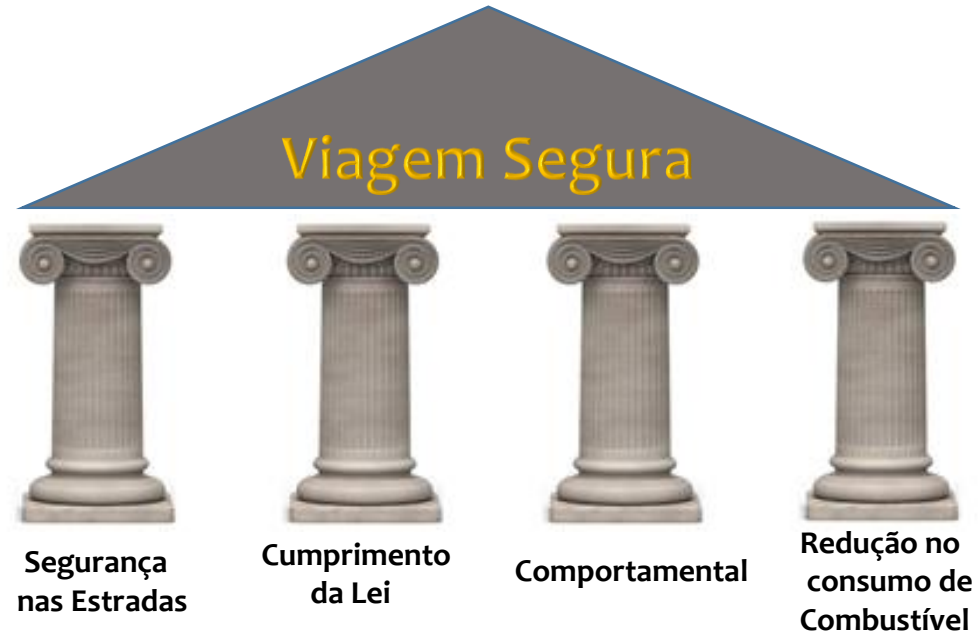 Viagem Segura
Segurança
nas Estradas
Cumprimento
da Lei
Comportamental
Redução no
consumo de
Combustível